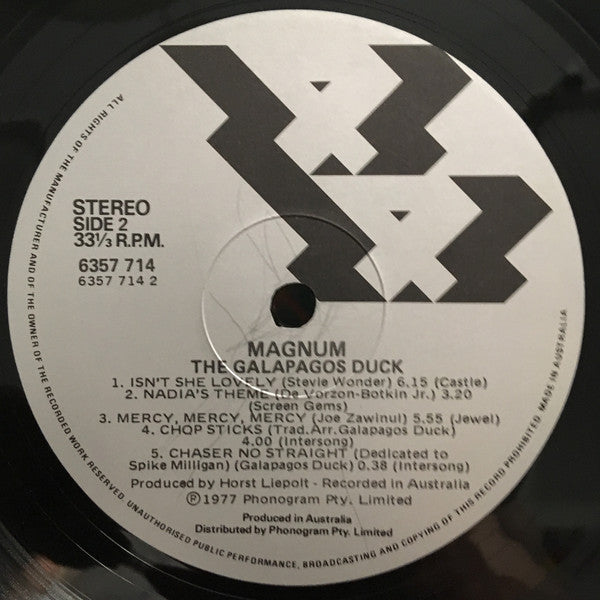 STEREO
SIDE 2
33⅓ R.P.M.
6357 714
6357 714 2
MAGNUM
THE GALAPAGOS DUCK
1. ISN'T SHE LOVELY (Stevie Wonder) 6.15 (Castle)
2. NADIA'S THEME (De Vorzon-Botkin Jr.) 3.20
(Screen Gems)
3. MERCY, MERCY, MERCY (Joe Zawinul) 5.55 (Jewel)
4. CHOP STICKS (Trad.Arr.Galapagos Duck)
4.00 (Intersong)
5. CHASER NO STRAIGHT (Dedicated to
Spike Milligan) (Galapagos Duck) 0.38 (Intersong)
Produced by Horst Liepolt - Recorded in Australia
℗1977 Phonogram Pty. Limited
Produced in Australia
Distributed by Phonogram Pty. Limited
ALL RIGHTS OF THE MANUFACTURER AND OF THE OWNER OF THE RECORDED WORK RESERVED. UNAUTHORISED PUBLIC PERFORMANCE, BROADCASTING AND COPYING OF THIS RECORD PROHIBITED MADE IN AUSTRALIA